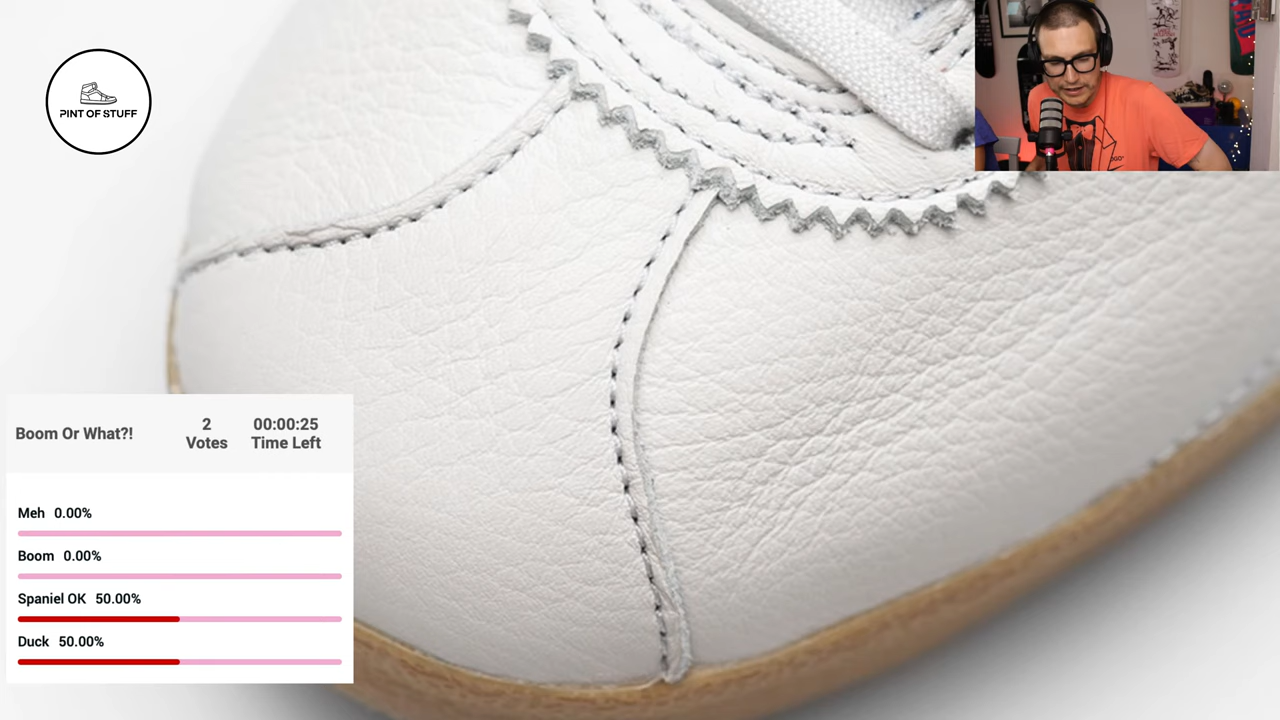 PINT OF STUFF
Boom Or What?!
2
Votes
00:00:25
Time Left
Meh 0.00%
Boom 0.00%
Spaniel OK 50.00%
Duck 50.00%